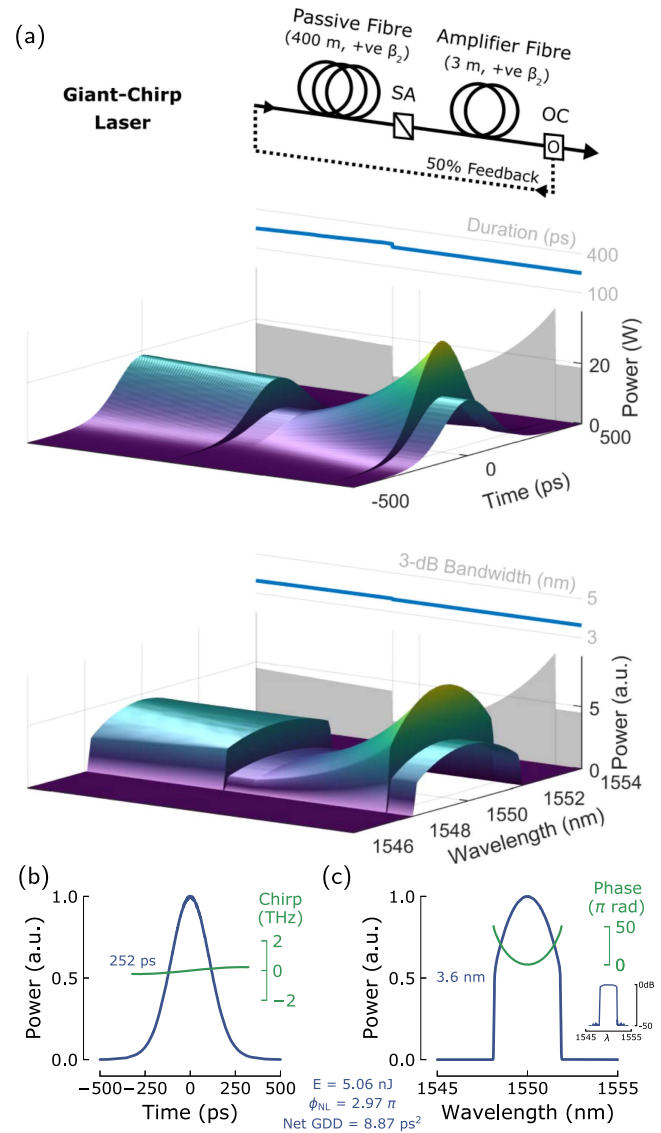 (a)
Passive Fibre
(400 m, +ve β₂)
Amplifier Fibre
(3 m, +ve β₂)
Giant-Chirp
Laser
SA
OC
O
50% Feedback
Duration (ps)
400
100
20
0
Power (W)
500
0
-500
Time (ps)
3-dB Bandwidth (nm)
5
3
5
0
Power (a.u.)
1554
1552
1550
1548
1546
Wavelength (nm)
(b)
1.0
0.5
0.0
Power (a.u.)
252 ps
Chirp
(THz)
2
0
−2
−500 −250 0 250 500
Time (ps)
(c)
1.0
0.5
0.0
Power (a.u.)
3.6 nm
Phase
(π rad)
50
0
0dB
-50
1545 λ 1555
1545 1550 1555
Wavelength (nm)
E = 5.06 nJ
ϕNL = 2.97 π
Net GDD = 8.87 ps²